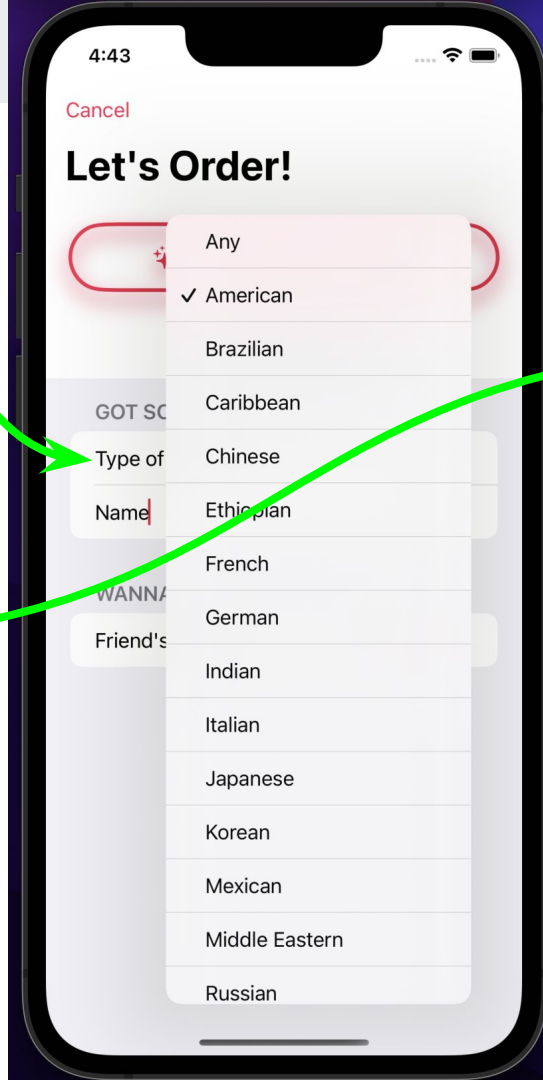 4:43
Cancel
Let's Order!
Any
American
Brazilian
GOT SC
Caribbean
Type of
Chinese
Name
Ethiopian
French
WANNA
German
Friend's
Indian
Italian
Japanese
Korean
Mexican
Middle Eastern
Russian